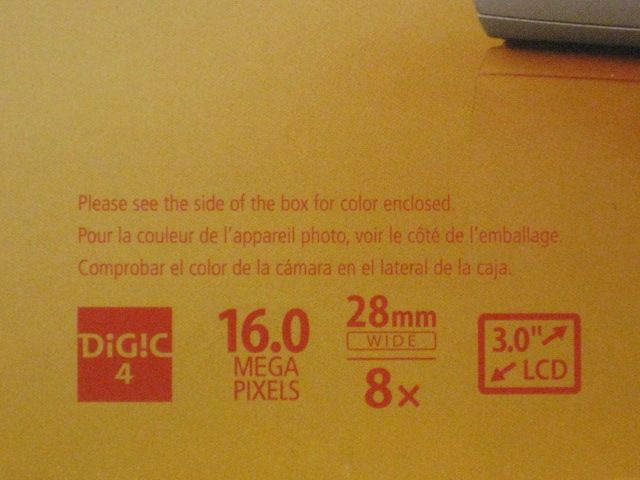 Please see the side of the box for color enclosed.
Pour la couleur de l'appareil photo, voir le côté de l'emballage.
Comprobar el color de la cámara en el lateral de la caja.
DiG!C
4
16.0
MEGA
PIXELS
28mm
WIDE
8x
3.0"
LCD